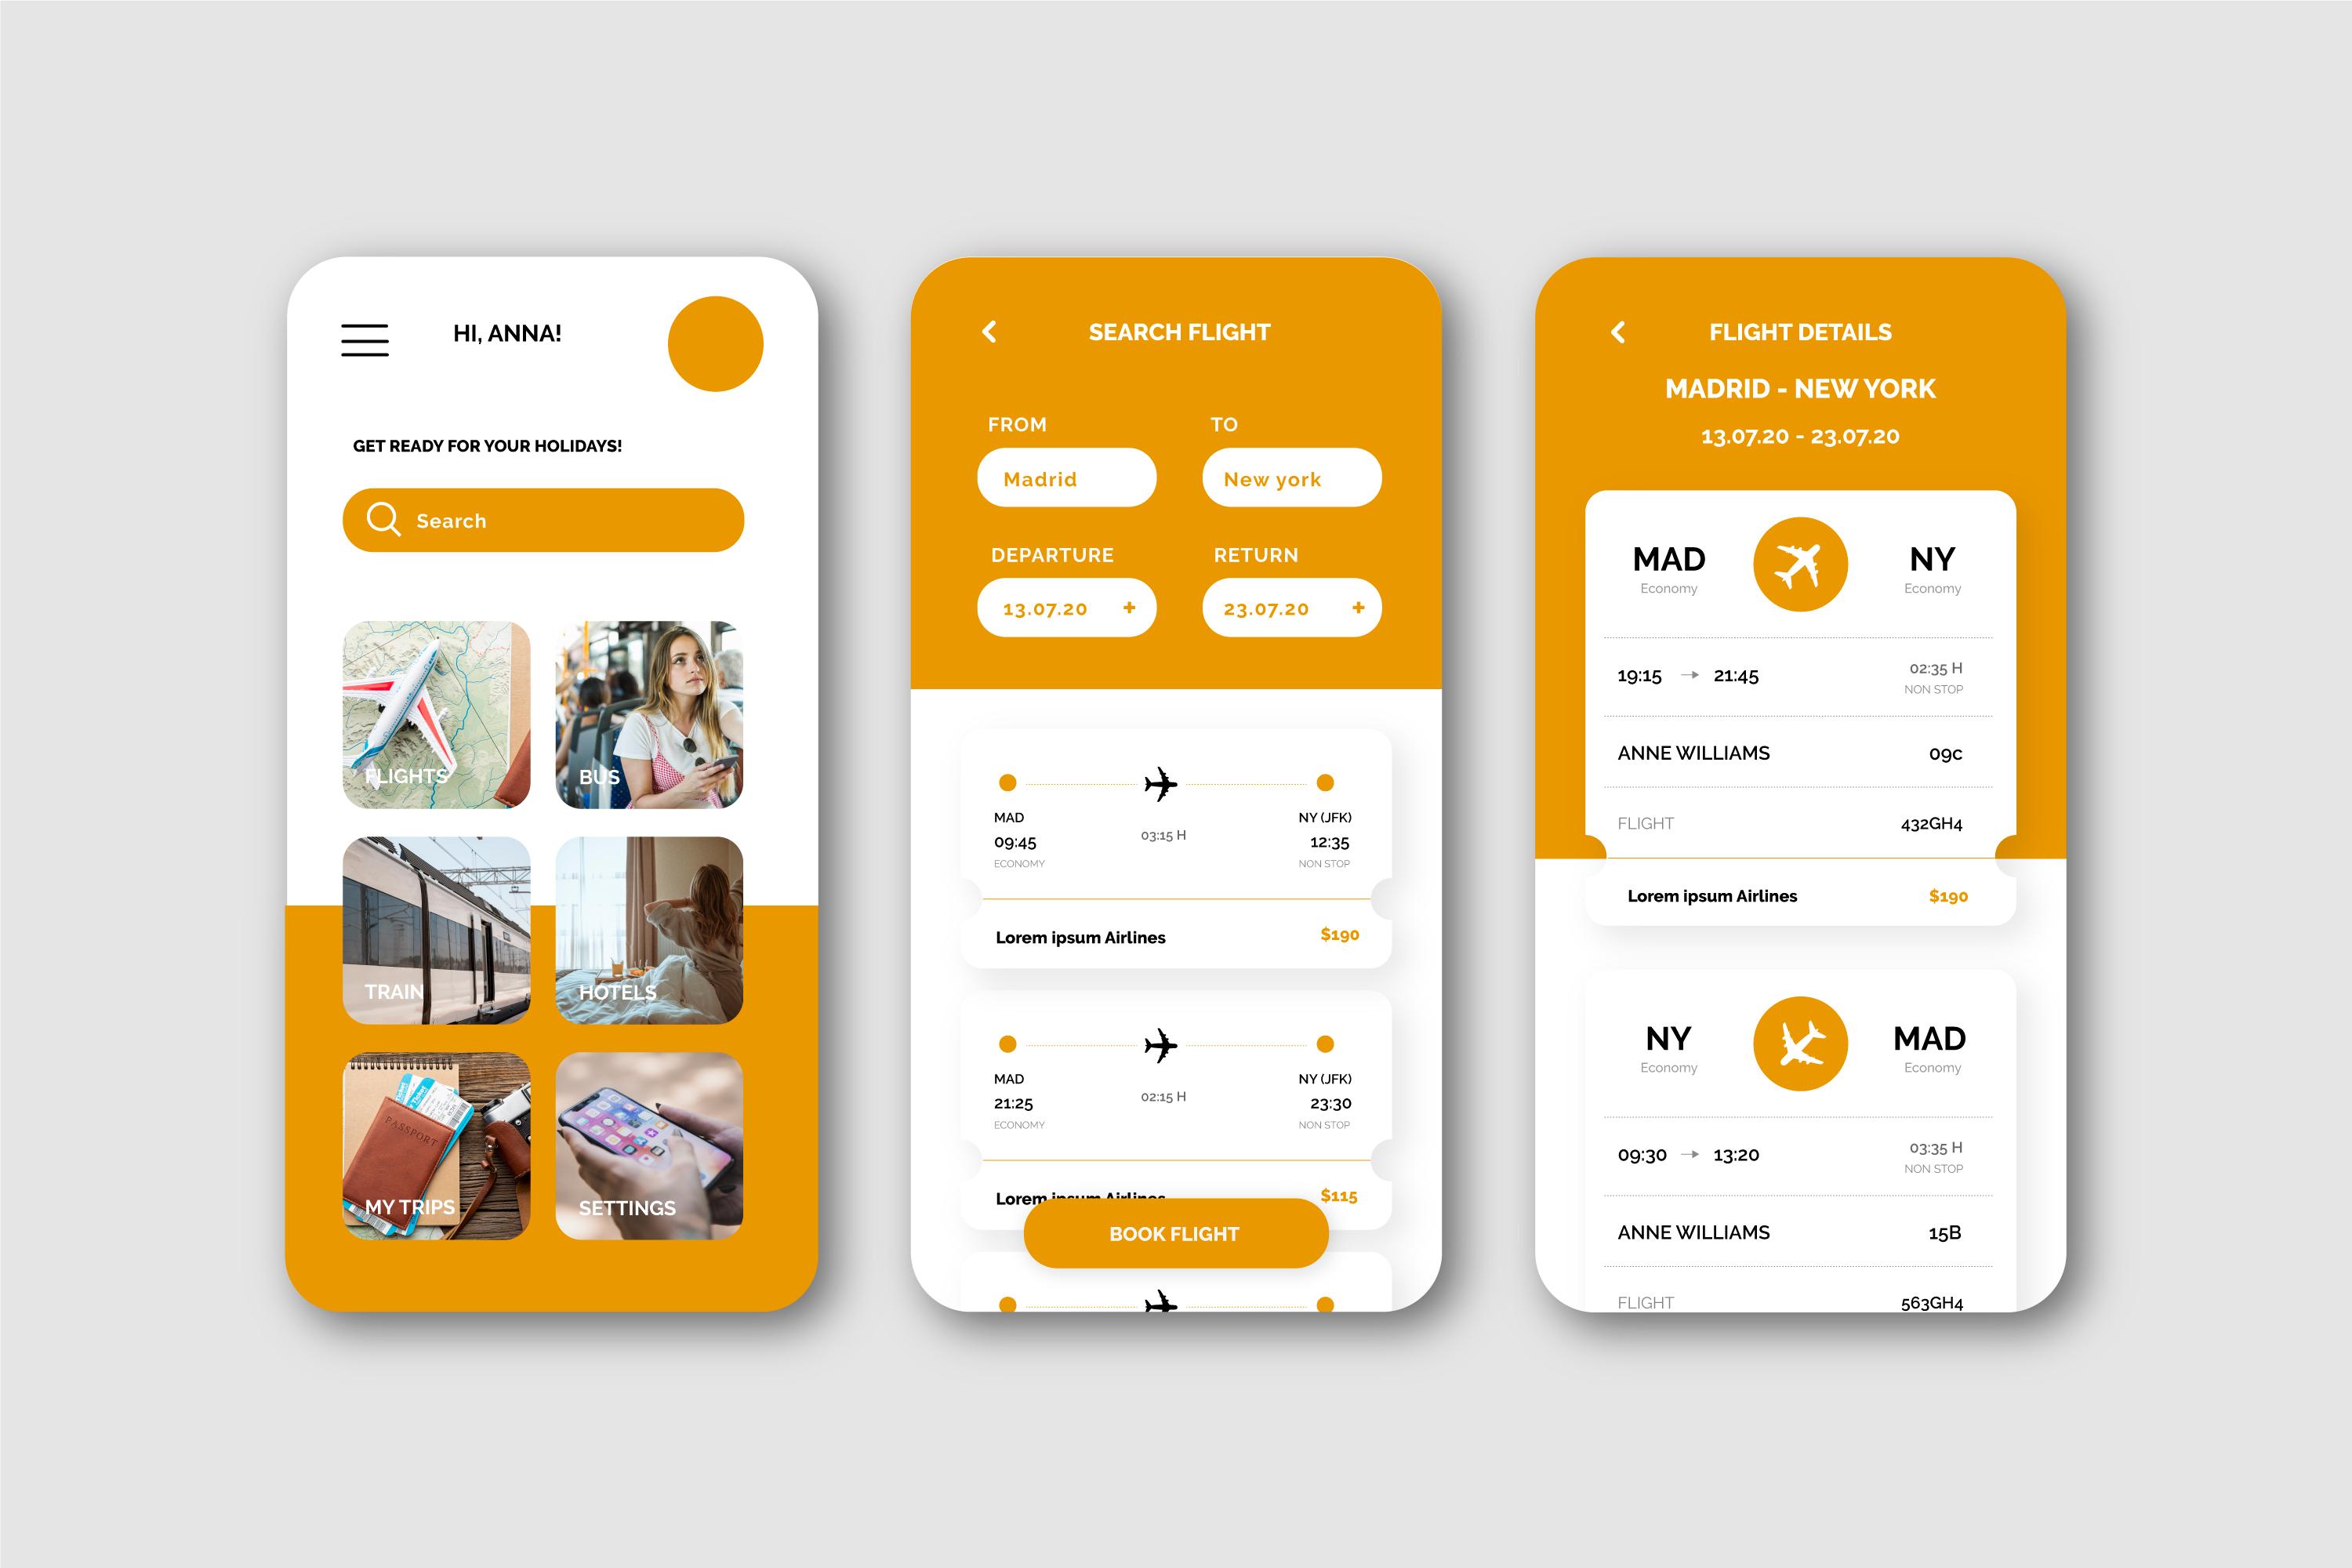 HI, ANNA!
GET READY FOR YOUR HOLIDAYS!
Search
FLIGHTS
BUS
TRAIN
HOTELS
PASSPORT
MY TRIPS
SETTINGS
SEARCH FLIGHT
FROM
TO
Madrid
New york
DEPARTURE
RETURN
13.07.20 +
23.07.20 +
MAD
NY (JFK)
09:45
03:15 H
12:35
ECONOMY
NON STOP
Lorem ipsum Airlines
$190
MAD
NY (JFK)
21:25
02:15 H
23:30
ECONOMY
NON STOP
Lorem ipsum Airlines
$115
BOOK FLIGHT
FLIGHT DETAILS
MADRID - NEW YORK
13.07.20 - 23.07.20
MAD
NY
Economy
Economy
19:15 → 21:45
02:35 H
NON STOP
ANNE WILLIAMS
09c
FLIGHT
432GH4
Lorem ipsum Airlines
$190
NY
MAD
Economy
Economy
09:30 → 13:20
03:35 H
NON STOP
ANNE WILLIAMS
15B
FLIGHT
563GH4